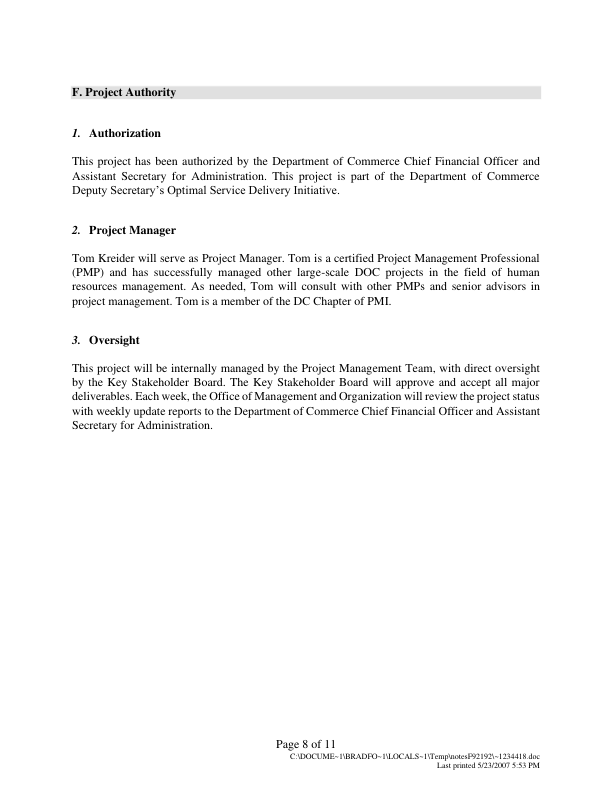 F. Project Authority
1. Authorization
This project has been authorized by the Department of Commerce Chief Financial Officer and
Assistant Secretary for Administration. This project is part of the Department of Commerce
Deputy Secretary's Optimal Service Delivery Initiative.
2. Project Manager
Tom Kreider will serve as Project Manager. Tom is a certified Project Management Professional
(PMP) and has successfully managed other large-scale DOC projects in the field of human
resources management. As needed, Tom will consult with other PMPs and senior advisors in
project management. Tom is a member of the DC Chapter of PMI.
3. Oversight
This project will be internally managed by the Project Management Team, with direct oversight
by the Key Stakeholder Board. The Key Stakeholder Board will approve and accept all major
deliverables. Each week, the Office of Management and Organization will review the project status
with weekly update reports to the Department of Commerce Chief Financial Officer and Assistant
Secretary for Administration.
Page 8 of 11
C:\DOCUME~1\BRADFO~1\LOCALS~1\Temp\notesF92192\~1234418.doc
Last printed 5/23/2007 5:53 PM